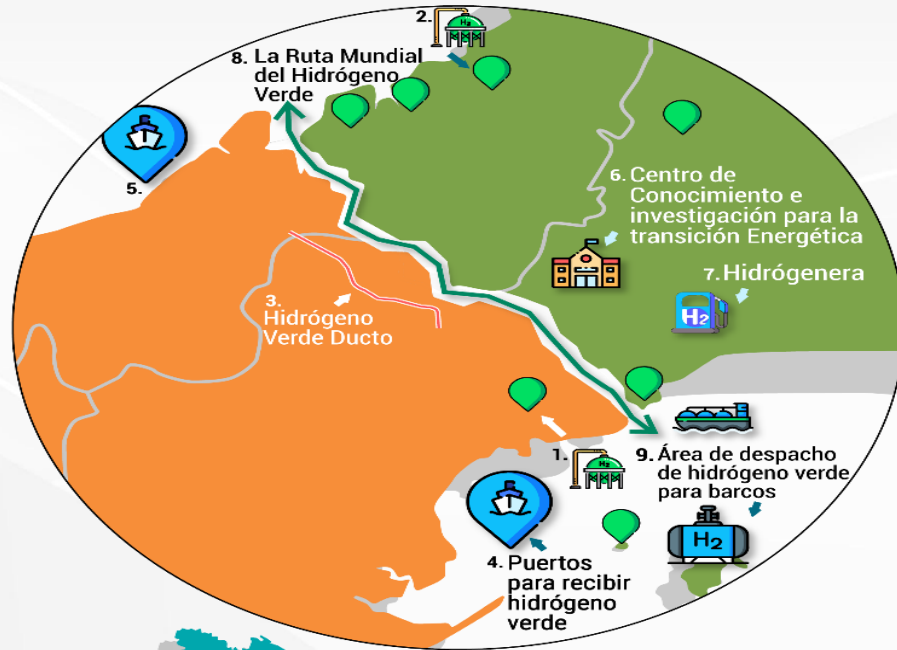 2.
H2
8. La Ruta Mundial
del Hidrógeno
Verde
5.
6. Centro de
Conocimiento e
investigación para la
transición Energética
7. Hidrógenera
H2
3.
Hidrógeno
Verde Ducto
1.
H2
9. Área de despacho
de hidrógeno verde
para barcos
H2
4. Puertos
para recibir
hidrógeno
verde